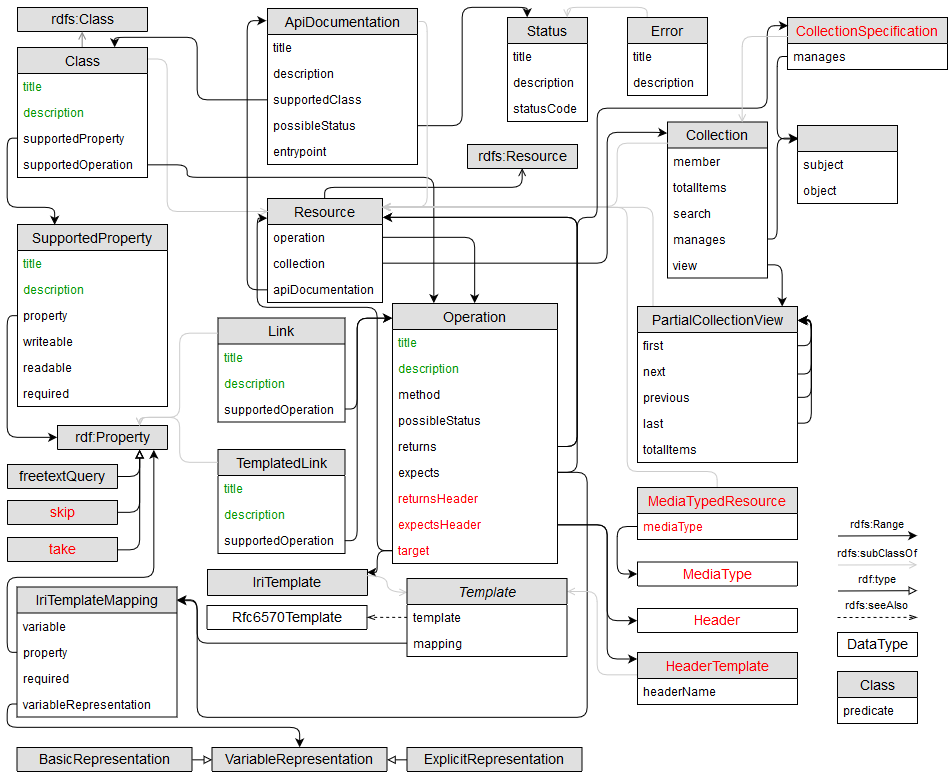 rdfs:Class
Class
title
description
supportedProperty
supportedOperation
ApiDocumentation
title
description
supportedClass
possibleStatus
entrypoint
Status
title
description
statusCode
Error
title
description
CollectionSpecification
manages
Collection
member
totalItems
search
manages
view
subject
object
rdfs:Resource
Resource
operation
collection
apiDocumentation
SupportedProperty
title
description
property
writeable
readable
required
Link
title
description
supportedOperation
Operation
title
description
method
possibleStatus
returns
expects
returnsHeader
expectsHeader
target
PartialCollectionView
first
next
previous
last
totalItems
rdf:Property
freetextQuery
skip
take
TemplatedLink
title
description
supportedOperation
MediaTypedResource
mediaType
MediaType
Header
HeaderTemplate
headerName
IriTemplate
Rfc6570Template
Template
template
mapping
IriTemplateMapping
variable
property
required
variableRepresentation
BasicRepresentation
VariableRepresentation
ExplicitRepresentation
rdfs:Range
rdfs:subClassOf
rdf:type
rdfs:seeAlso
DataType
Class
predicate